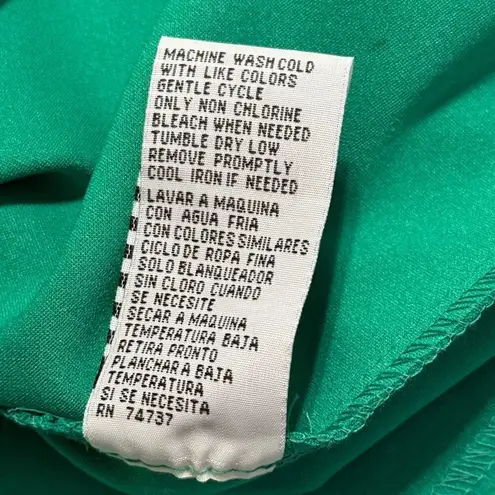 MACHINE WASH COLD
WITH LIKE COLORS
GENTLE CYCLE
ONLY NON CHLORINE
BLEACH WHEN NEEDED
TUMBLE DRY LOW
REMOVE PROMPTLY
COOL IRON IF NEEDED
LAVAR A MAQUINA
CON AGUA FRIA
CON COLORES SIMILARES
CICLO DE ROPA FINA
SOLO BLANQUEADOR
SIN CLORO CUANDO
SE NECESITE
SECAR A MAQUINA
TEMPERATURA BAJA
RETIRA PRONTO
PLANCHAR A BAJA
TEMPERATURA
SI SE NECESITA
RN 74737